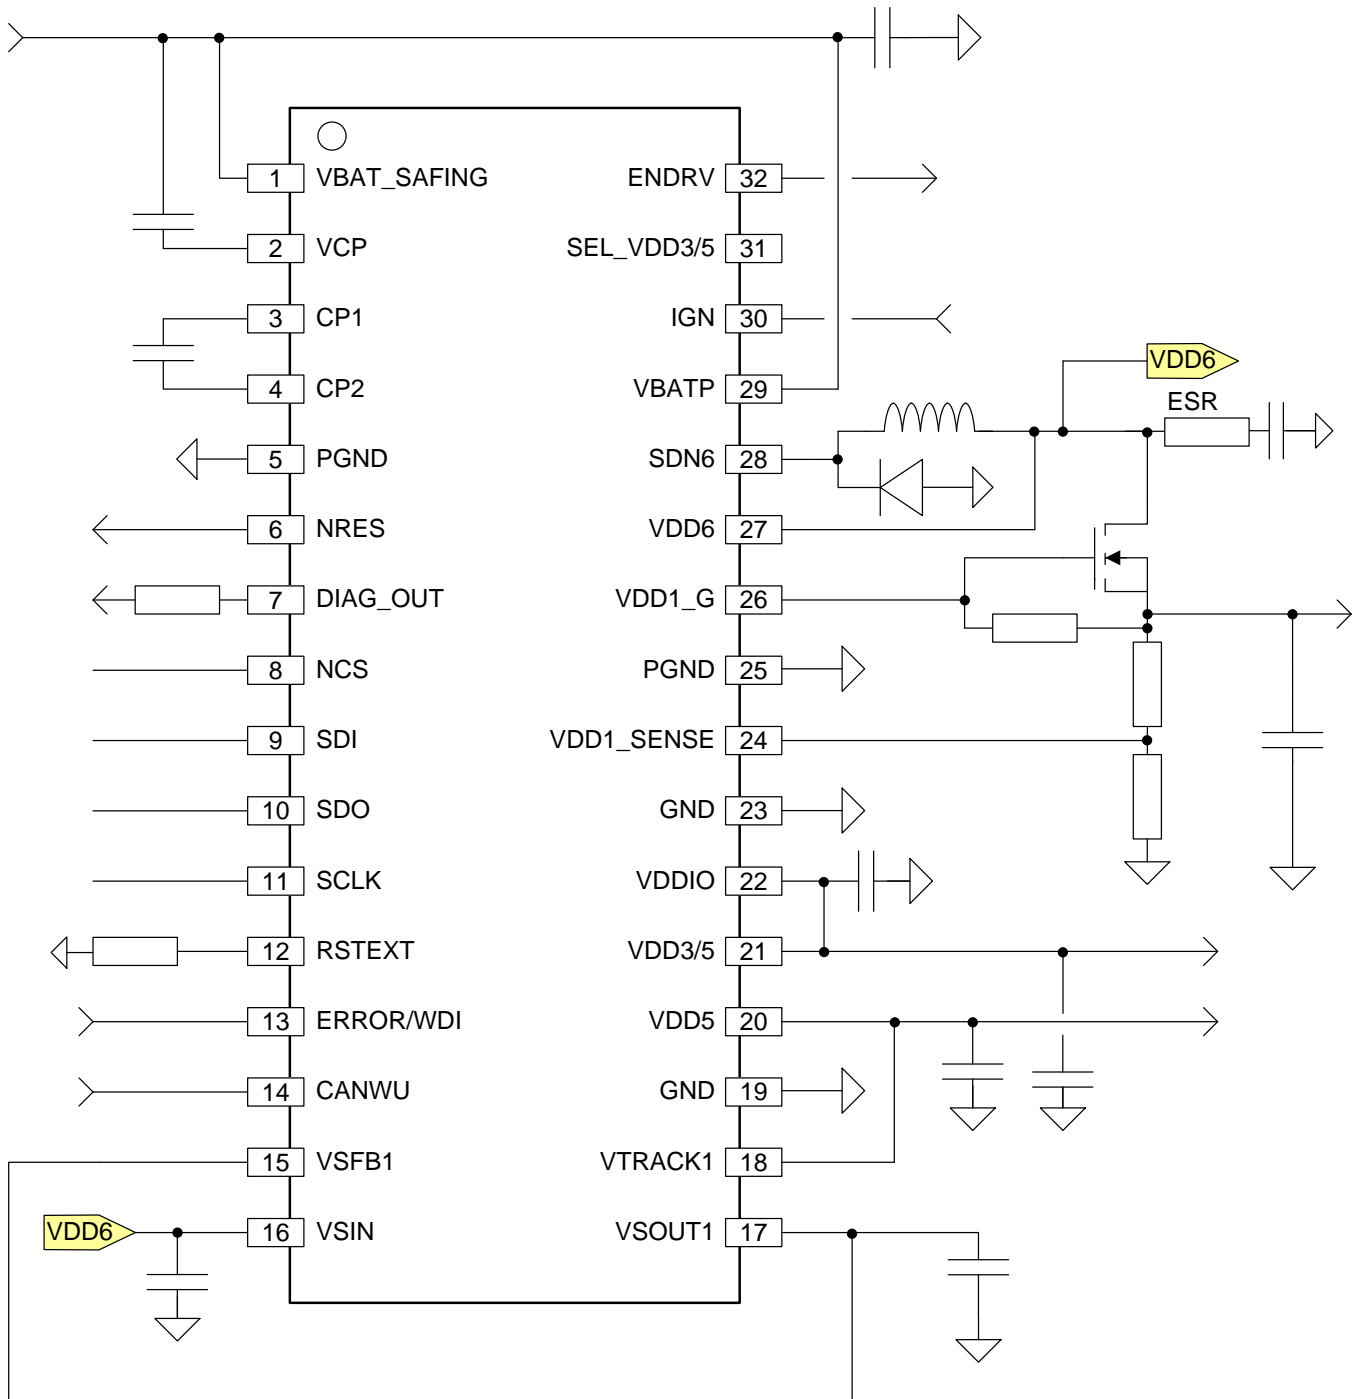 1 VBAT_SAFING ENDRV 32
2 VCP SEL_VDD3/5 31
3 CP1 IGN 30
VDD6
4 CP2 VBATP 29
ESR
5 PGND SDN6 28
6 NRES VDD6 27
7 DIAG_OUT VDD1_G 26
8 NCS PGND 25
9 SDI VDD1_SENSE 24
10 SDO GND 23
11 SCLK VDDIO 22
12 RSTEXT VDD3/5 21
13 ERROR/WDI VDD5 20
14 CANWU GND 19
15 VSFB1 VTRACK1 18
VDD6 16 VSIN VSOUT1 17